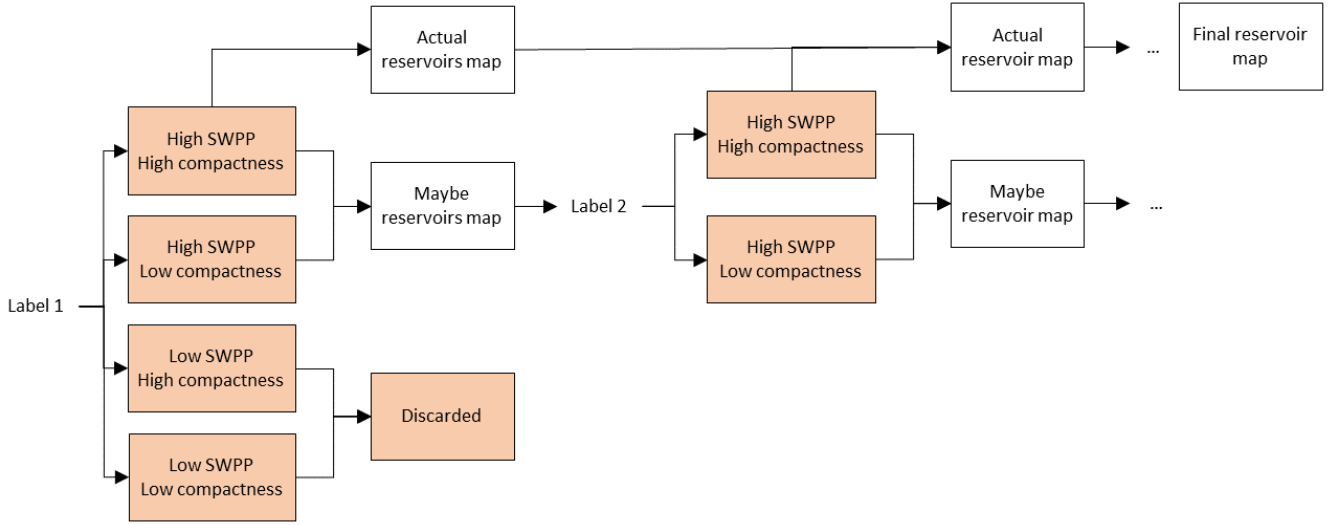 Actual
reservoirs map
Actual
reservoir map
...
Final reservoir
map
High SWPP
High compactness
High SWPP
High compactness
Maybe
reservoirs map
Label 2
Maybe
reservoir map
...
High SWPP
Low compactness
High SWPP
Low compactness
Label 1
Low SWPP
High compactness
Discarded
Low SWPP
Low compactness